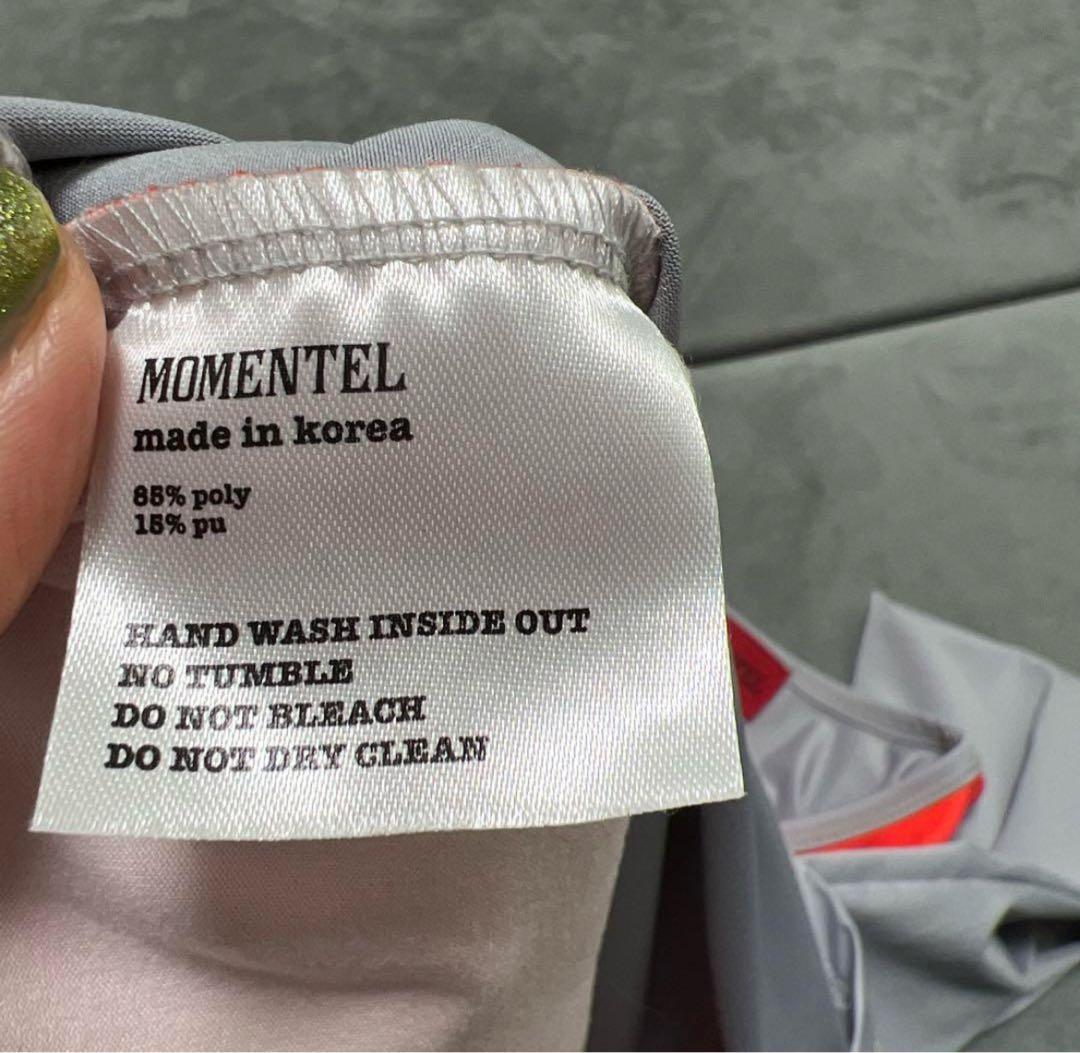 MOMENTEL
made in korea
85% poly
15% pu
HAND WASH INSIDE OUT
NO TUMBLE
DO NOT BLEACH
DO NOT DRY CLEAN